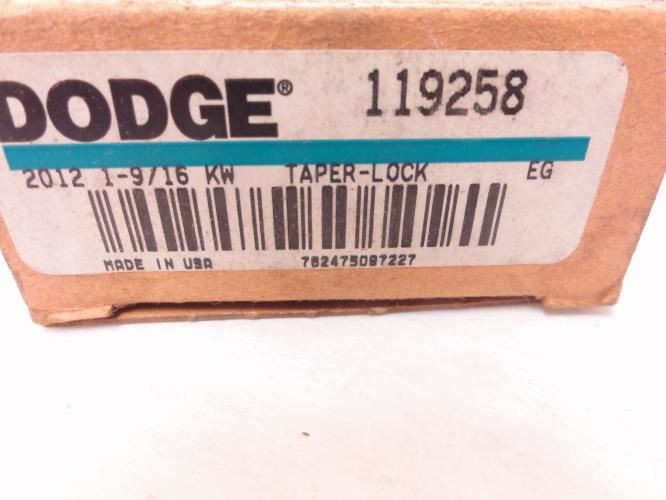 DODGE® 119258
2012 1-9/16 KW TAPER-LOCK EG
MADE IN USA 782475097227